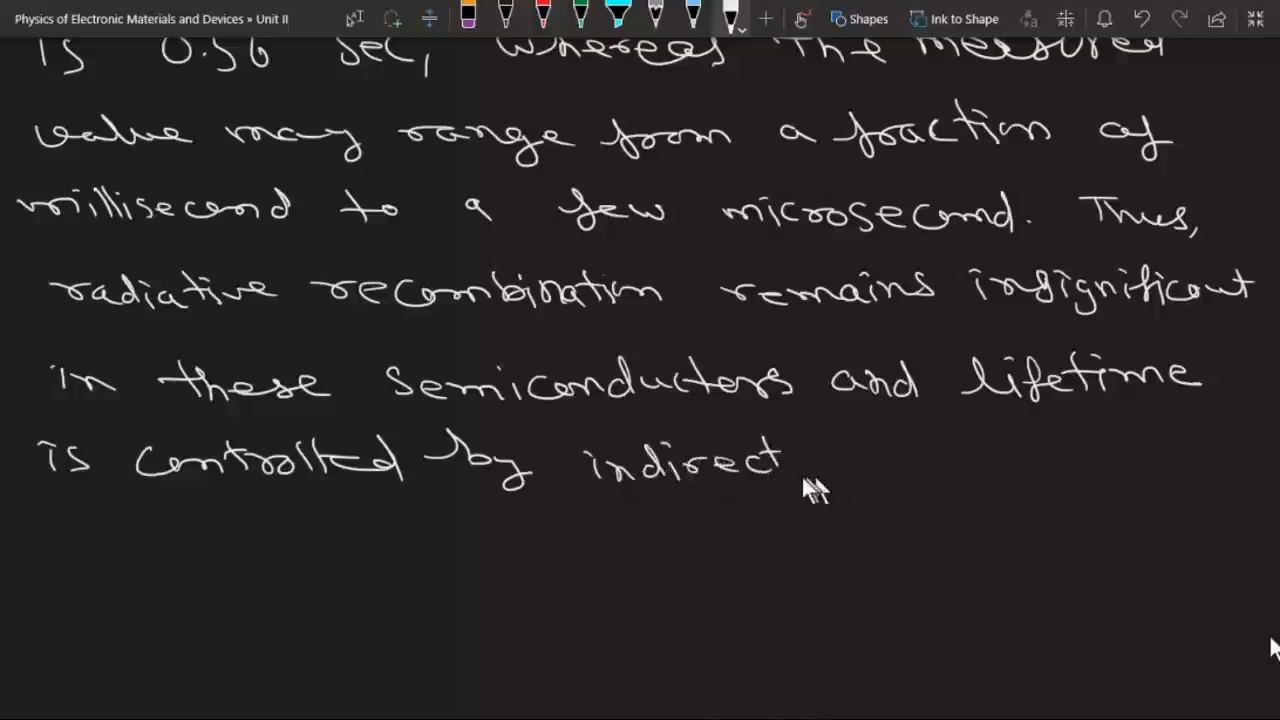 Physics of Electronic Materials and Devices » Unit II
Shapes
Ink to Shape
is 0.56 sec, whereas the measured
value may range from a fraction of
millisecond to a few microsecond. Thus,
radiative recombination remains insignificant
in these semiconductors and lifetime
is controlled by indirect